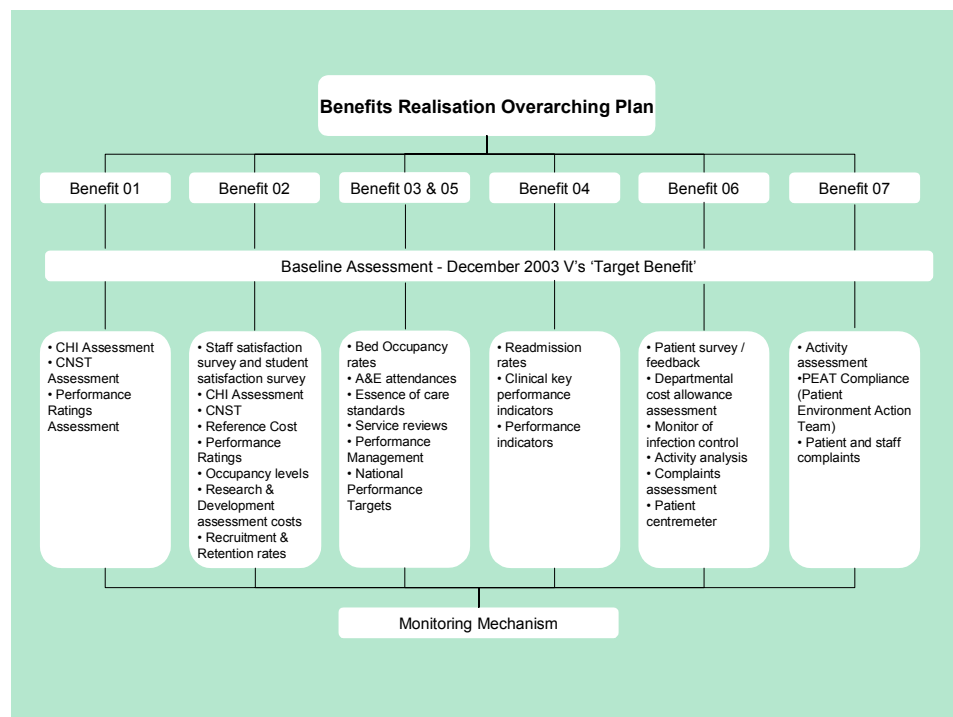 Benefits Realisation Overarching Plan
Benefit 01
Benefit 02
Benefit 03 & 05
Benefit 04
Benefit 06
Benefit 07
Baseline Assessment - December 2003 V's 'Target Benefit'
• CHI Assessment
• CNST
Assessment
• Performance
Ratings
Assessment
• Staff satisfaction
survey and student
satisfaction survey
• CHI Assessment
• CNST
• Reference Cost
• Performance
Ratings
• Occupancy levels
• Research &
Development
assessment costs
• Recruitment &
Retention rates
• Bed Occupancy
rates
• A&E attendances
• Essence of care
standards
• Service reviews
• Performance
Management
• National
Performance
Targets
• Readmission
rates
• Clinical key
performance
indicators
• Performance
indicators
• Patient survey /
feedback
• Departmental
cost allowance
assessment
• Monitor of
infection control
• Activity analysis
• Complaints
assessment
• Patient
centremeter
• Activity
assessment
•PEAT Compliance
(Patient
Environment Action
Team)
• Patient and staff
complaints
Monitoring Mechanism